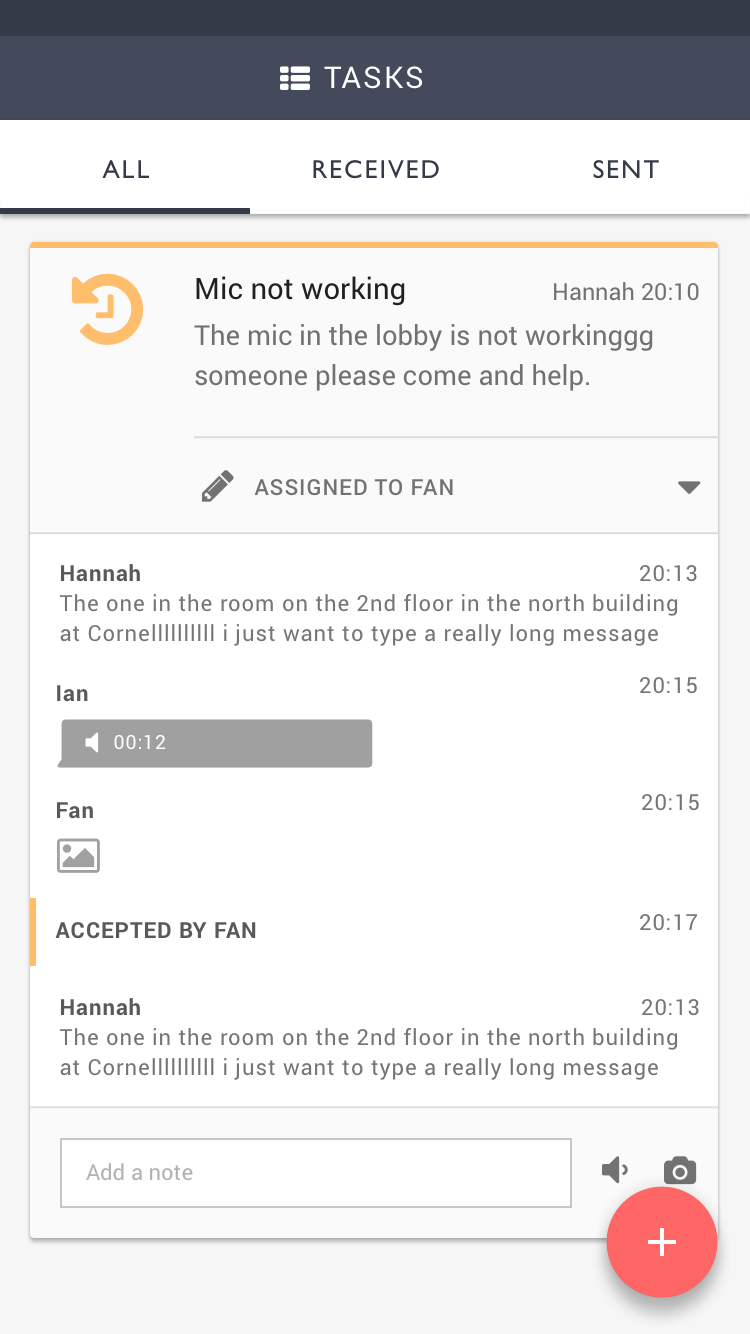 TASKS
ALL
RECEIVED
SENT
Mic not working
Hannah 20:10
The mic in the lobby is not workinggg
someone please come and help.
ASSIGNED TO FAN
Hannah
20:13
The one in the room on the 2nd floor in the north building
at Cornellllllllll i just want to type a really long message
Ian
20:15
00:12
Fan
20:15
ACCEPTED BY FAN
20:17
Hannah
20:13
The one in the room on the 2nd floor in the north building
at Cornellllllllll i just want to type a really long message
Add a note